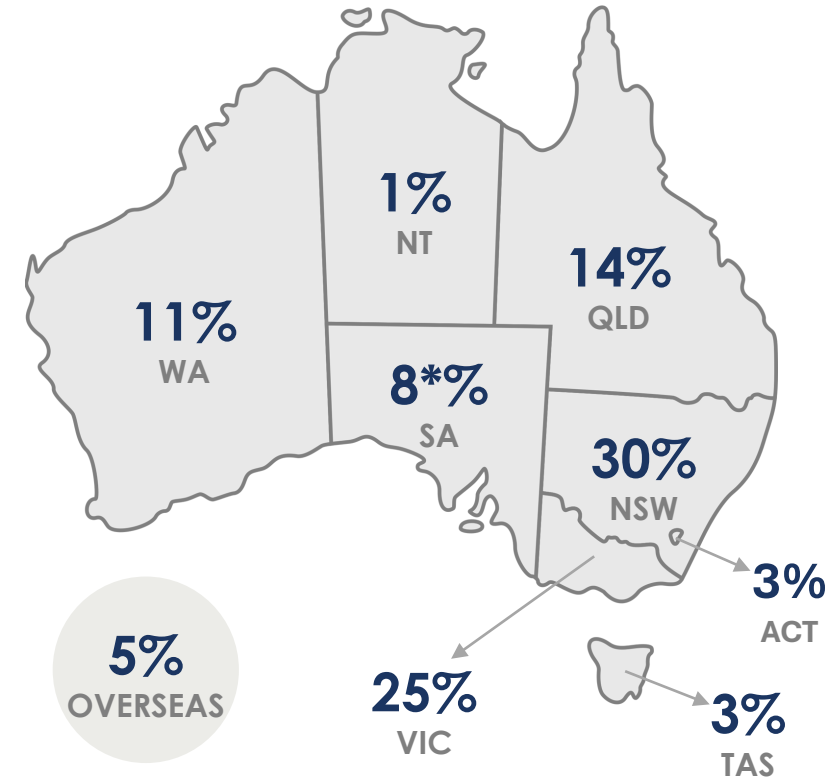 1%
NT
14%
QLD
11%
WA
8*%
SA
30%
NSW
3%
ACT
5%
OVERSEAS
25%
VIC
3%
TAS